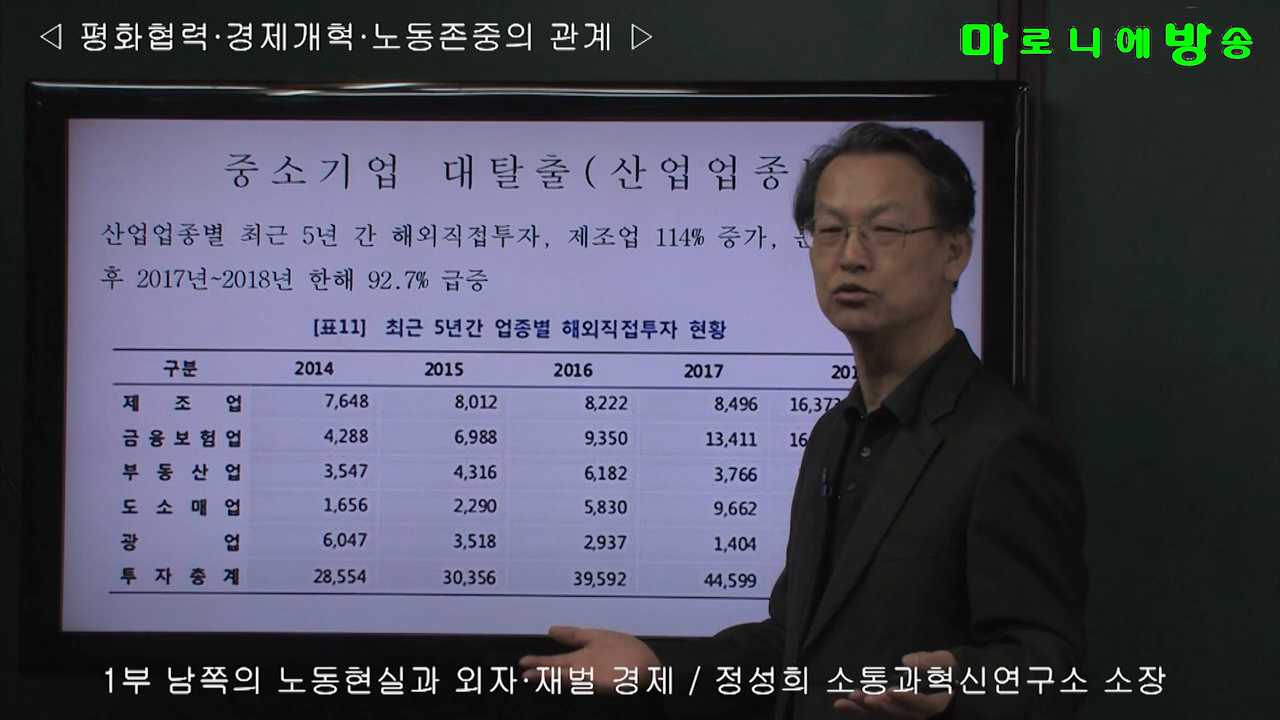 ◁ 평화협력·경제개혁·노동존중의 관계 ▷
마로니에방송
중소기업 대탈출(산업업종
산업업종별 최근 5년 간 해외직접투자, 제조업 114% 증가,
후 2017년~2018년 한해 92.7% 급증
[표11] 최근 5년간 업종별 해외직접투자 현황
구분 2014 2015 2016 2017
제 조 업 7,648 8,012 8,222 8,496 16,373
금융보험업 4,288 6,988 9,350 13,411
부 동 산 업 3,547 4,316 6,182 3,766
도 소 매 업 1,656 2,290 5,830 9,662
광 업 6,047 3,518 2,937 1,404
투 자 총 계 28,554 30,356 39,592 44,599
1부 남쪽의 노동현실과 외자·재벌 경제 / 정성희 소통과혁신연구소 소장